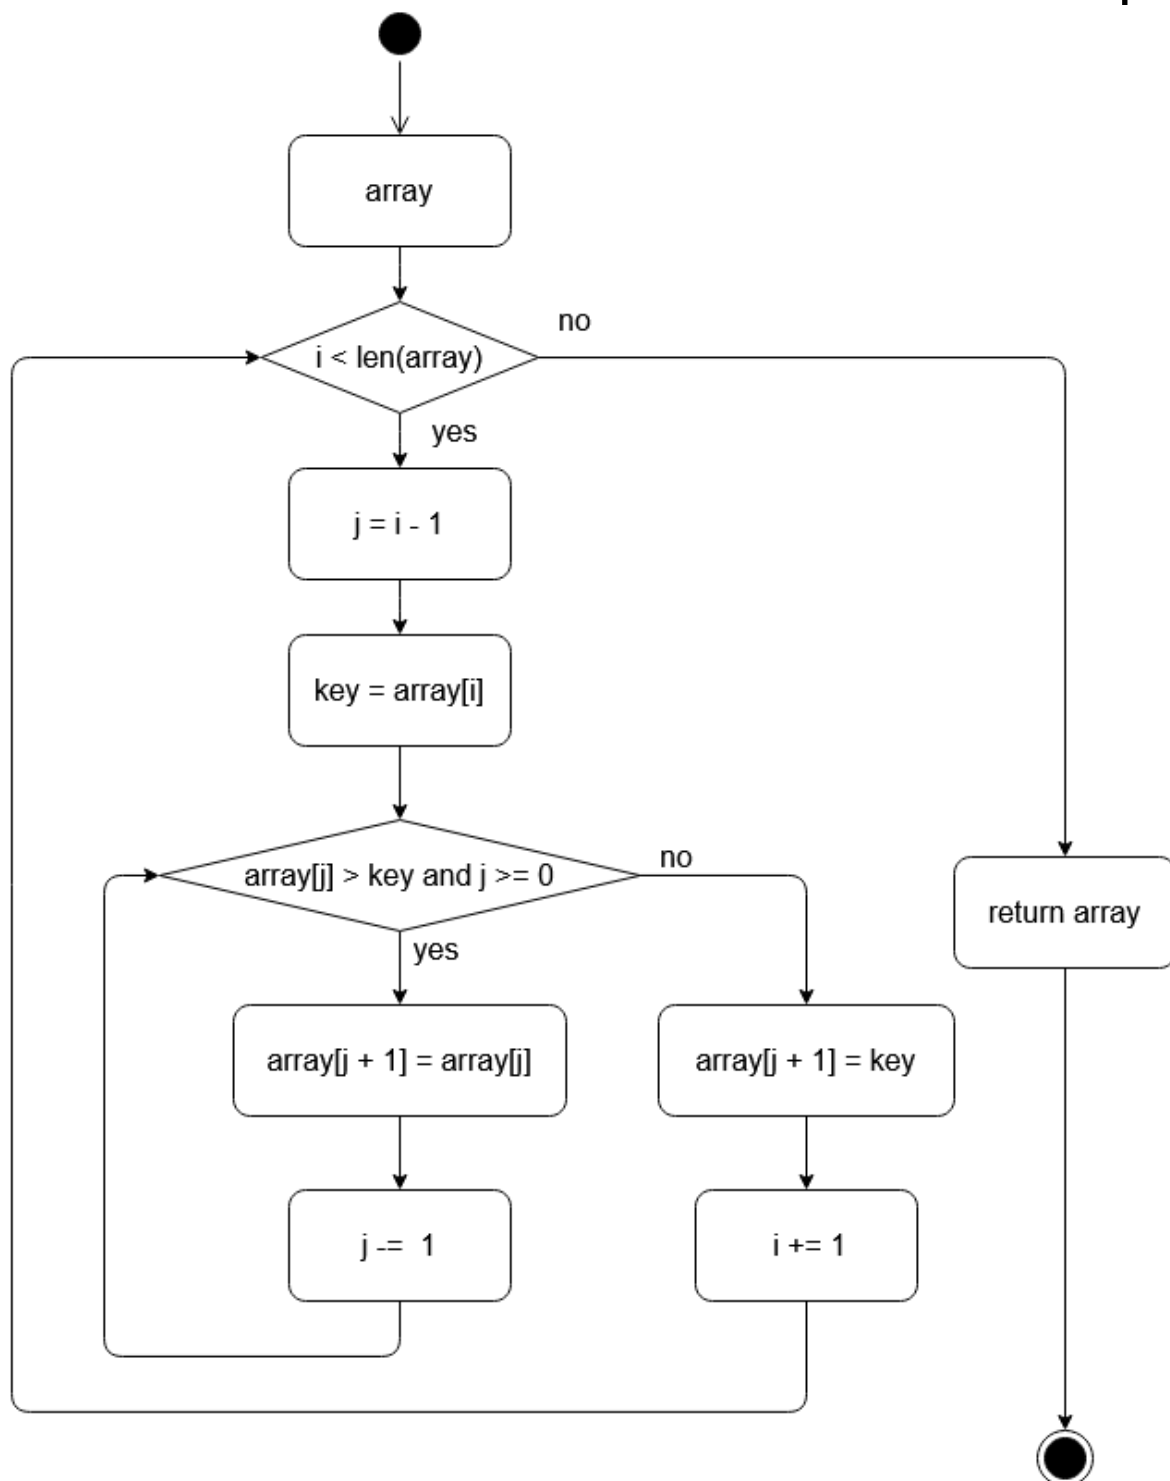 array
i < len(array)
no
yes
j = i - 1
key = array[i]
array[j] > key and j >= 0
no
yes
return array
array[j + 1] = array[j]
array[j + 1] = key
j -= 1
i += 1